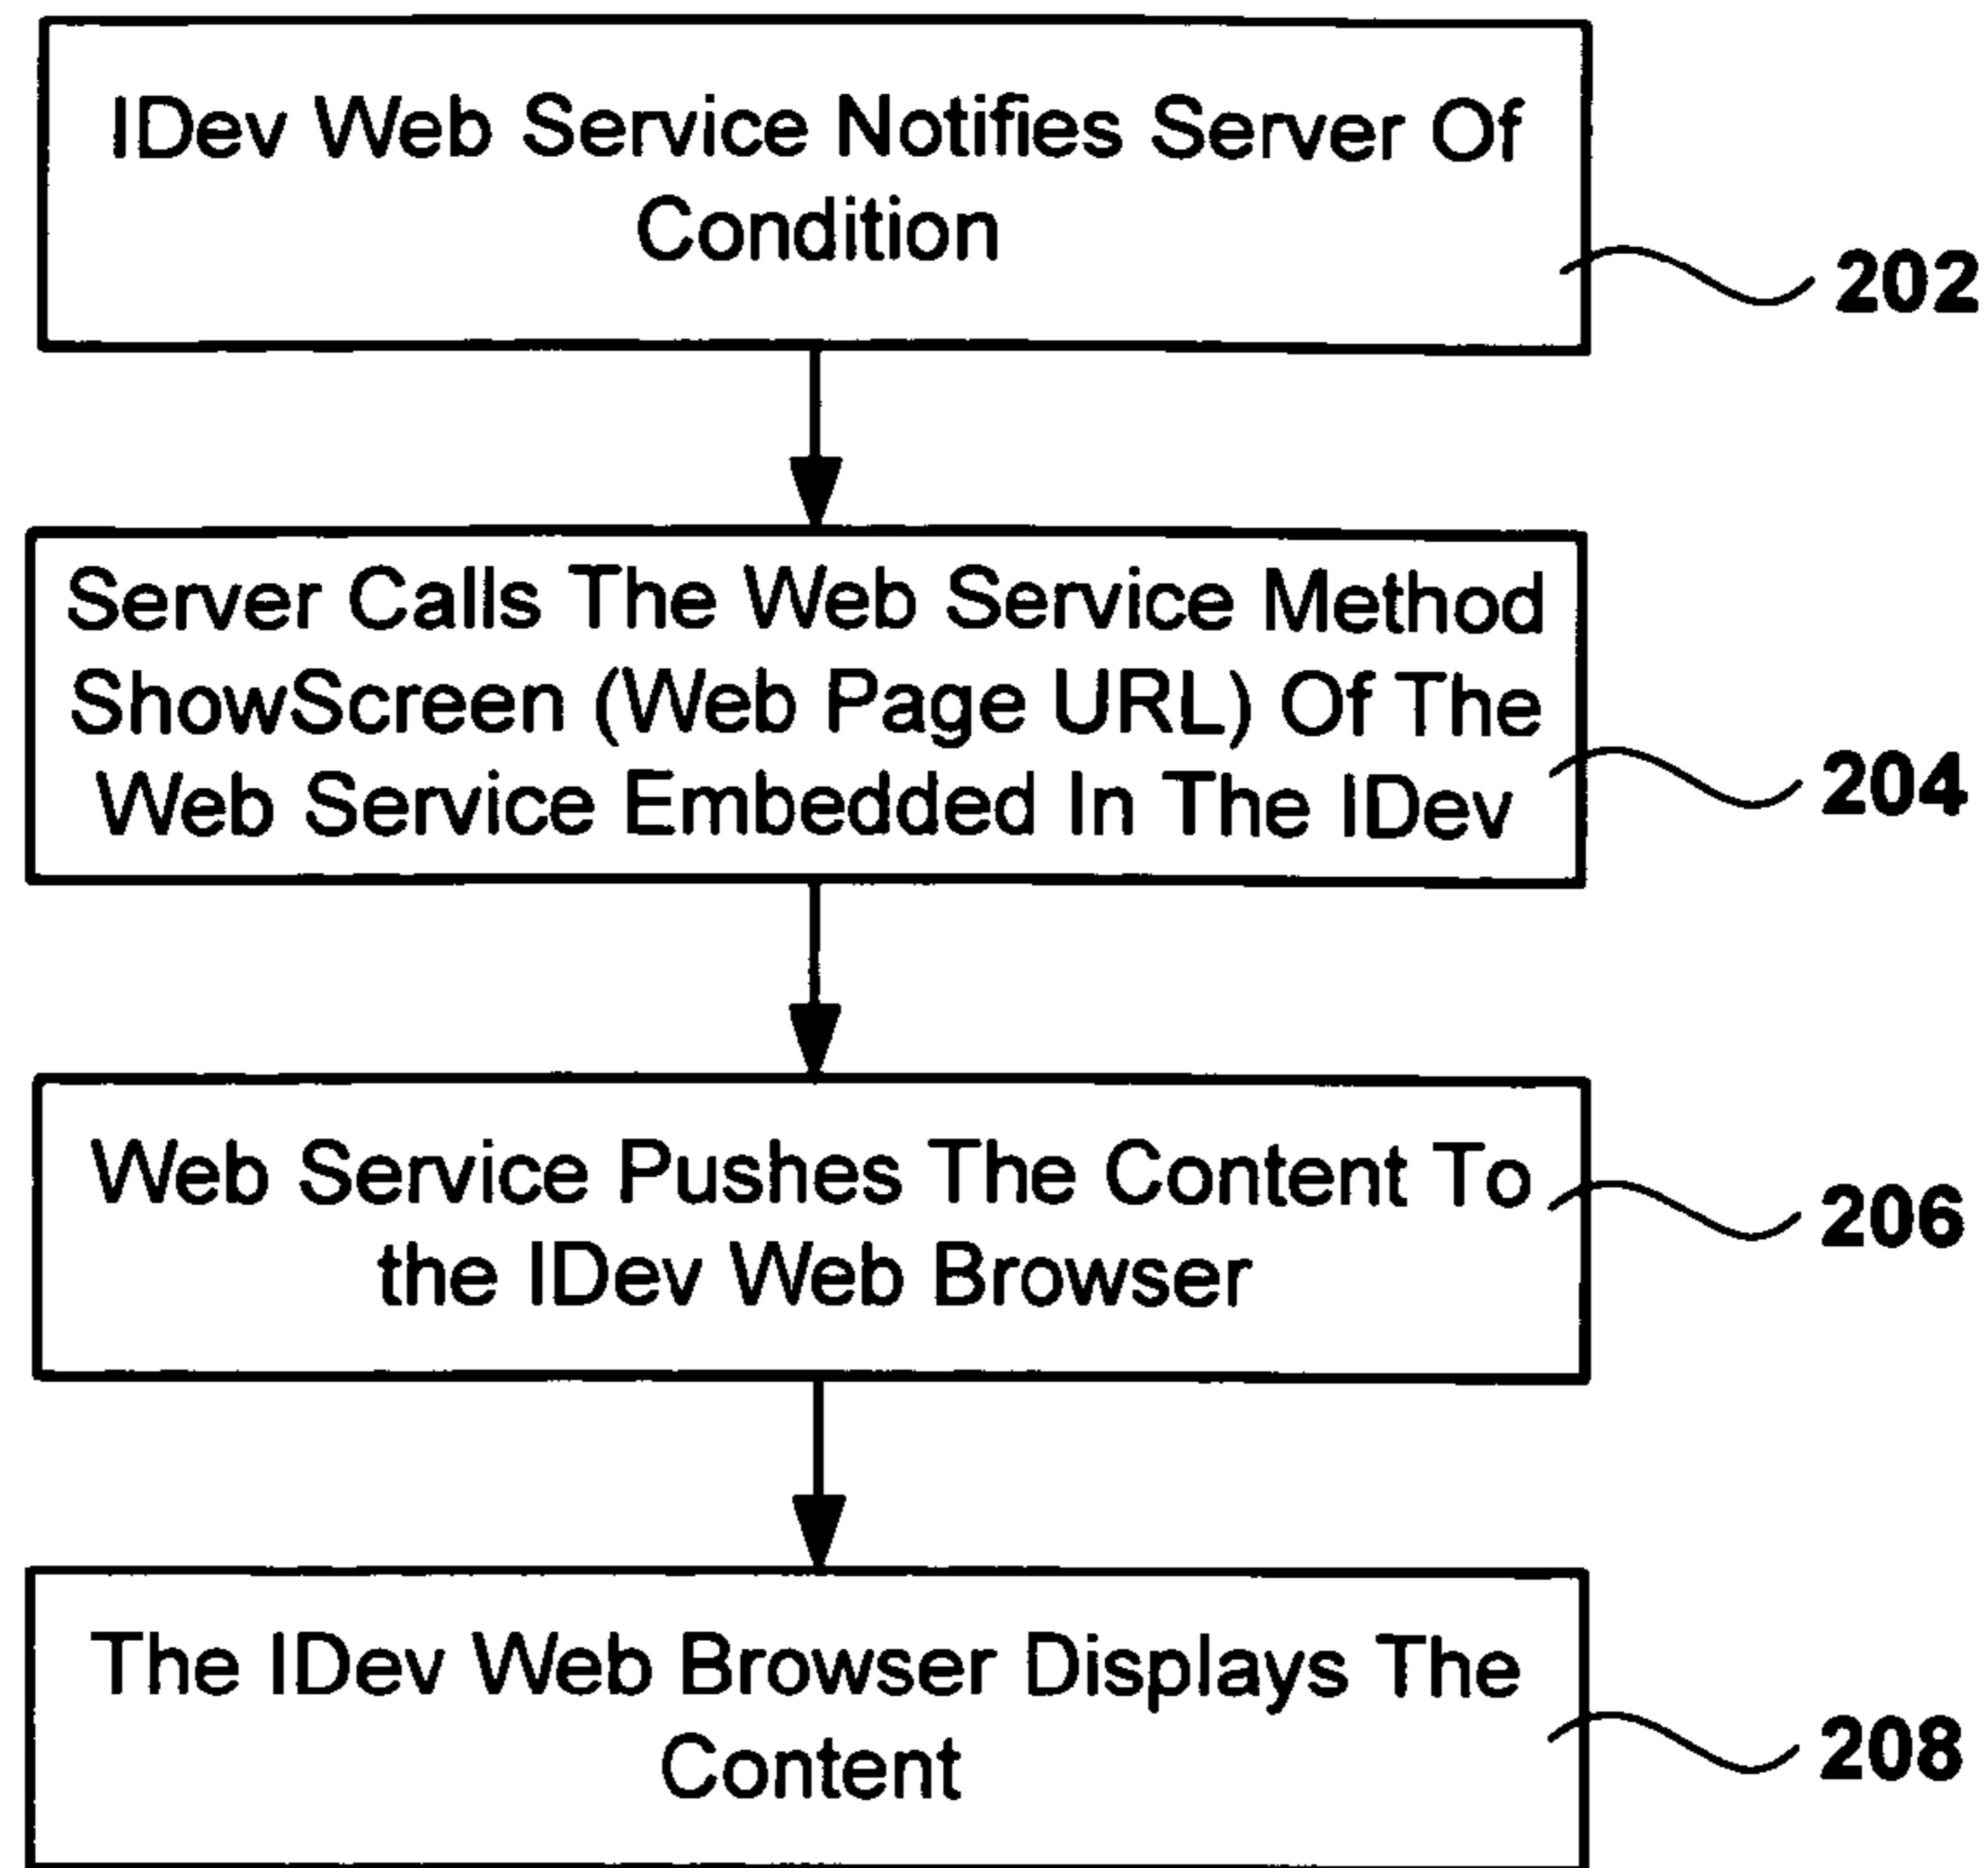 IDev Web Service Notifies Server Of
Condition
202
Server Calls The Web Service Method
ShowScreen (Web Page URL) Of The
Web Service Embedded In The IDev
204
Web Service Pushes The Content To
the IDev Web Browser
206
The IDev Web Browser Displays The
Content
208